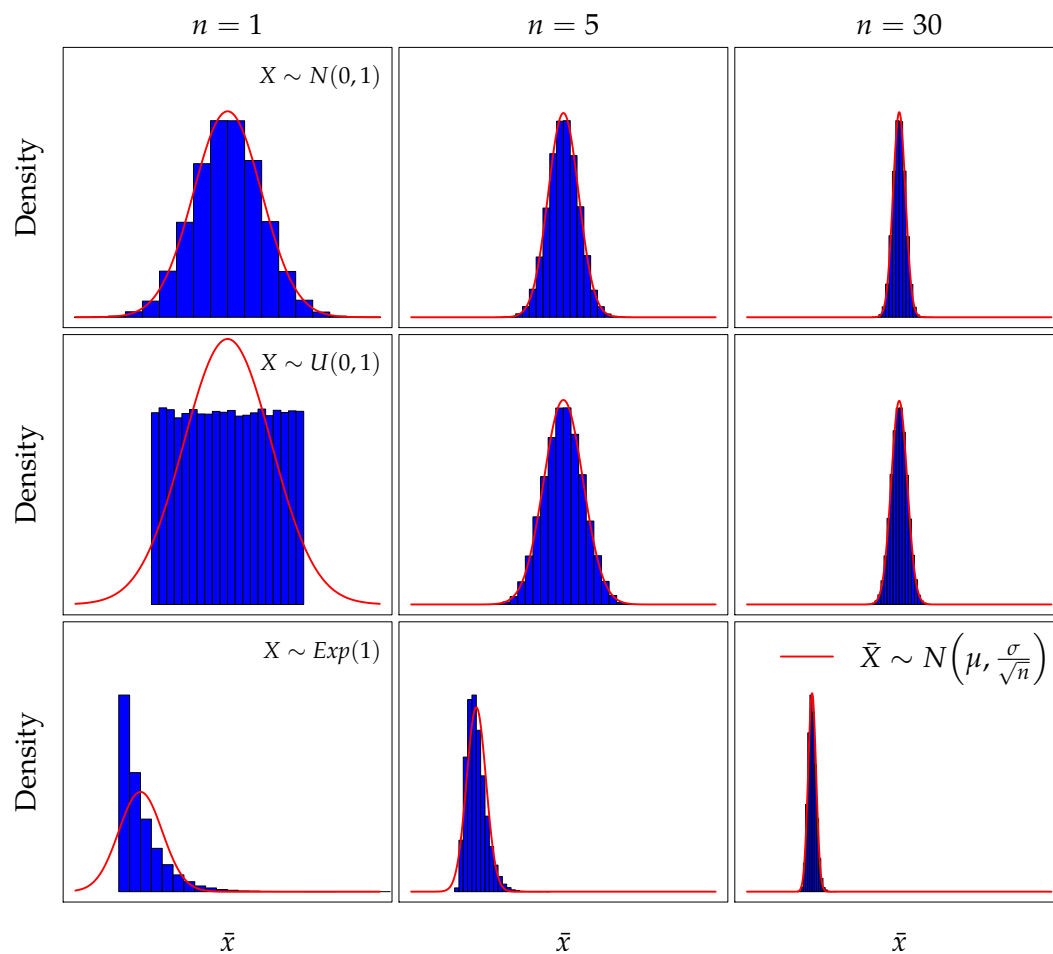 n = 1
n = 5
n = 30
Density
X ∼ N(0, 1)
Density
X ∼ U(0, 1)
Density
X ∼ Exp(1)
X̄ ∼ N(μ, σ/√n)
x̄
x̄
x̄